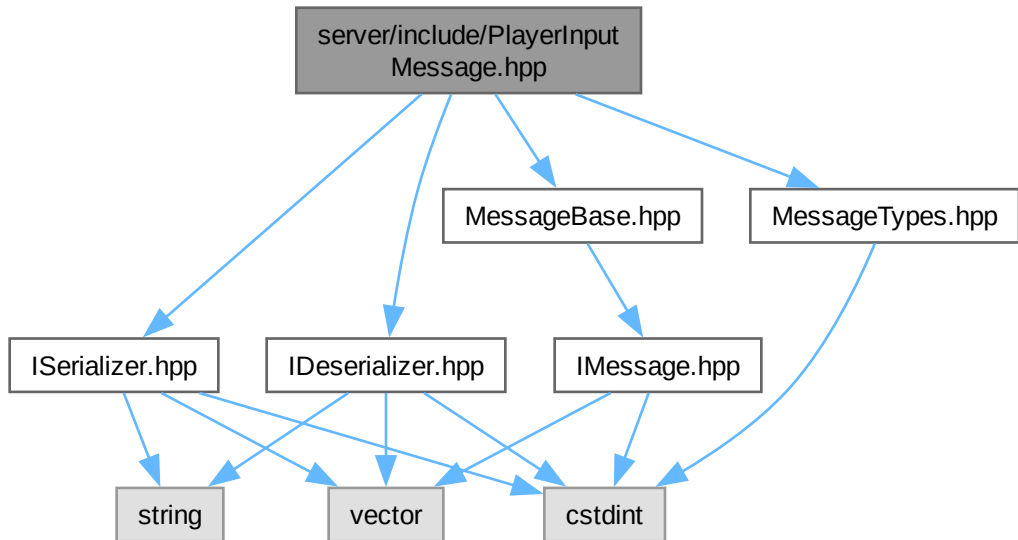 server/include/PlayerInput
Message.hpp
MessageBase.hpp
MessageTypes.hpp
ISerializer.hpp
IDeserializer.hpp
IMessage.hpp
string
vector
cstdint